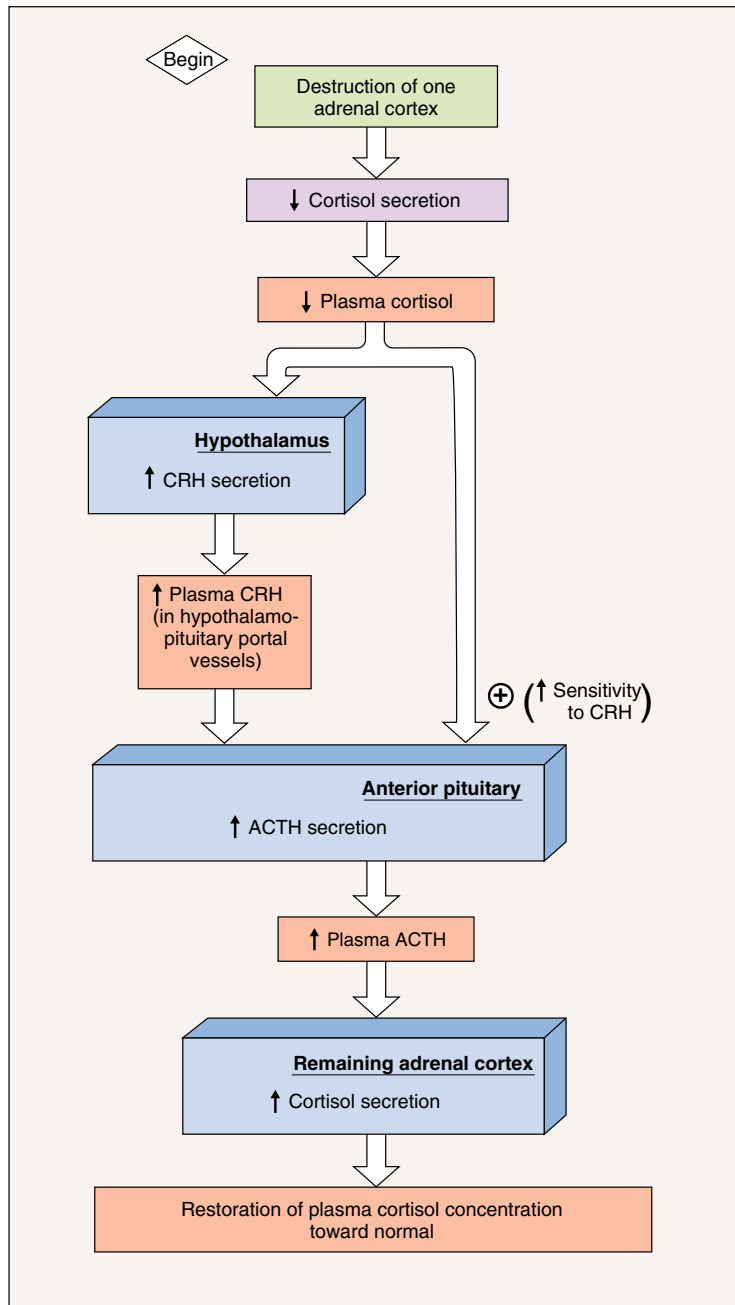 Begin
Destruction of one
adrenal cortex
↓ Cortisol secretion
↓ Plasma cortisol
Hypothalamus
↑ CRH secretion
↑ Plasma CRH
(in hypothalamo-
pituitary portal
vessels)
⊕ (↑ Sensitivity
to CRH)
Anterior pituitary
↑ ACTH secretion
↑ Plasma ACTH
Remaining adrenal cortex
↑ Cortisol secretion
Restoration of plasma cortisol concentration
toward normal